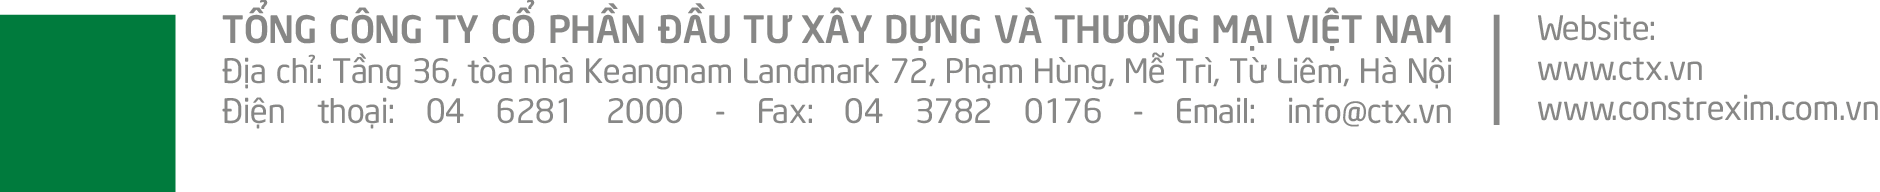 TỔNG CÔNG TY CỔ PHẦN ĐẦU TƯ XÂY DỰNG VÀ THƯƠNG MẠI VIỆT NAM
Địa chỉ: Tầng 36, tòa nhà Keangnam Landmark 72, Phạm Hùng, Mễ Trì, Từ Liêm, Hà Nội
Điện thoại: 04 6281 2000 - Fax: 04 3782 0176 - Email: info@ctx.vn
Website:
www.ctx.vn
www.constrexim.com.vn